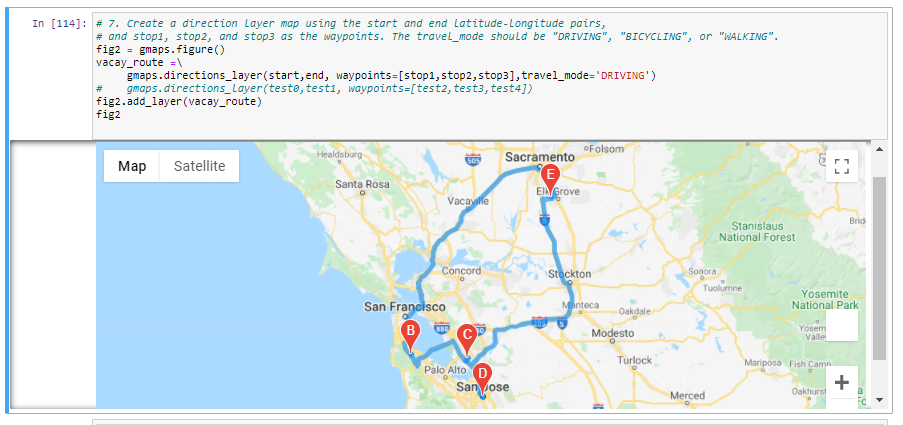 In [114]:
# 7. Create a direction layer map using the start and end latitude-longitude pairs,
# and stop1, stop2, and stop3 as the waypoints. The travel_mode should be "DRIVING", "BICYCLING", or "WALKING".
fig2 = gmaps.figure()
vacay_route =\
gmaps.directions_layer(start,end, waypoints=[stop1,stop2,stop3],travel_mode='DRIVING')
# gmaps.directions_layer(test0,test1, waypoints=[test2,test3,test4])
fig2.add_layer(vacay_route)
fig2
Map Satellite
Healdsburg
505
Sacramento
Folsom
Santa Rosa
E
Vacaville
Elk Grove
5
Stanislaus
National Forest
Concord
Stockton
Sonora
Tuolumne
San Francisco
Manteca
Oakdale
Yosemite
National Park
B
880
C
5
Modesto
Valley
Palo Alto
D
Turlock
Mariposa
Fish Camp
San Jose
Merced
Oakhurst
+